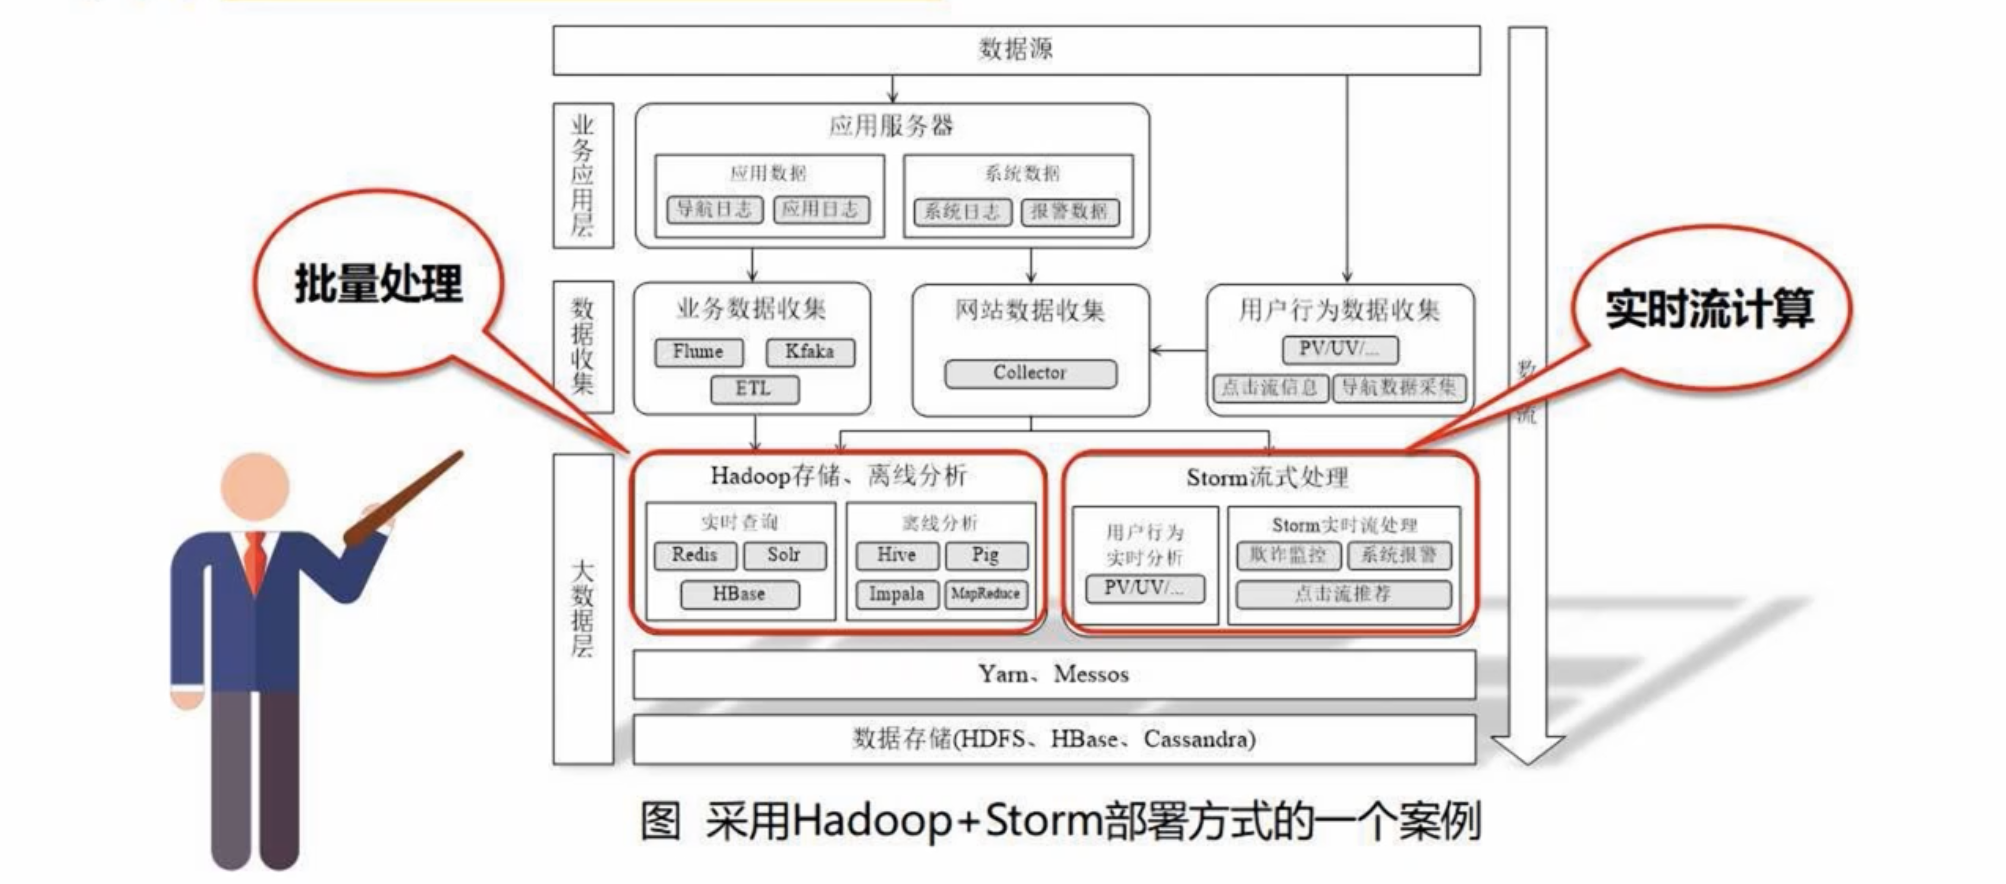 数据源
业务应用层
应用服务器
应用数据
导航日志
应用日志
系统数据
系统日志
报警数据
批量处理
实时流计算
数据收集
业务数据收集
Flume
Kfaka
ETL
网站数据收集
Collector
用户行为数据收集
PV/UV/...
点击流信息
导航数据采集
数
流
大数据层
Hadoop存储、离线分析
实时查询
Redis
Solr
HBase
离线分析
Hive
Pig
Impala
MapReduce
Storm流式处理
用户行为
实时分析
PV/UV/...
Storm实时流处理
欺诈监控
系统报警
点击流推荐
Yarn、Messos
数据存储(HDFS、HBase、Cassandra)
图 采用Hadoop+Storm部署方式的一个案例